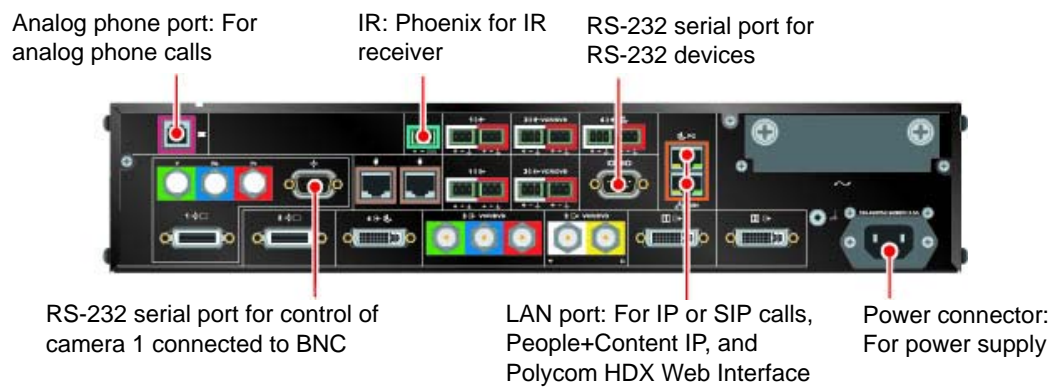 Analog phone port: For
analog phone calls
IR: Phoenix for IR
receiver
RS-232 serial port for
RS-232 devices
RS-232 serial port for control of
camera 1 connected to BNC
LAN port: For IP or SIP calls,
People+Content IP, and
Polycom HDX Web Interface
Power connector:
For power supply